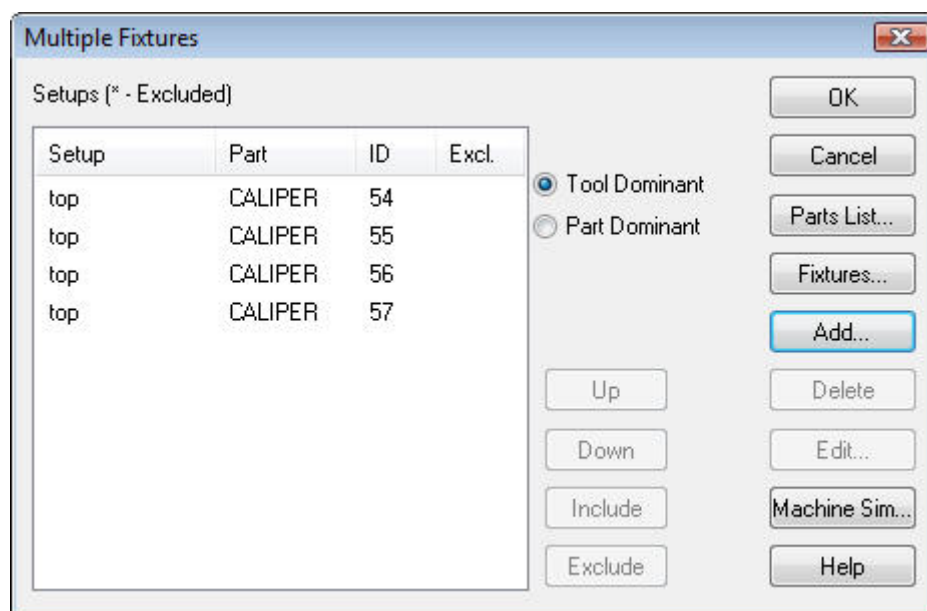 Multiple Fixtures
Setups (* - Excluded)
Setup Part ID Excl.
top CALIPER 54
top CALIPER 55
top CALIPER 56
top CALIPER 57
Tool Dominant
Part Dominant
Up
Down
Include
Exclude
OK
Cancel
Parts List...
Fixtures...
Add...
Delete
Edit...
Machine Sim...
Help